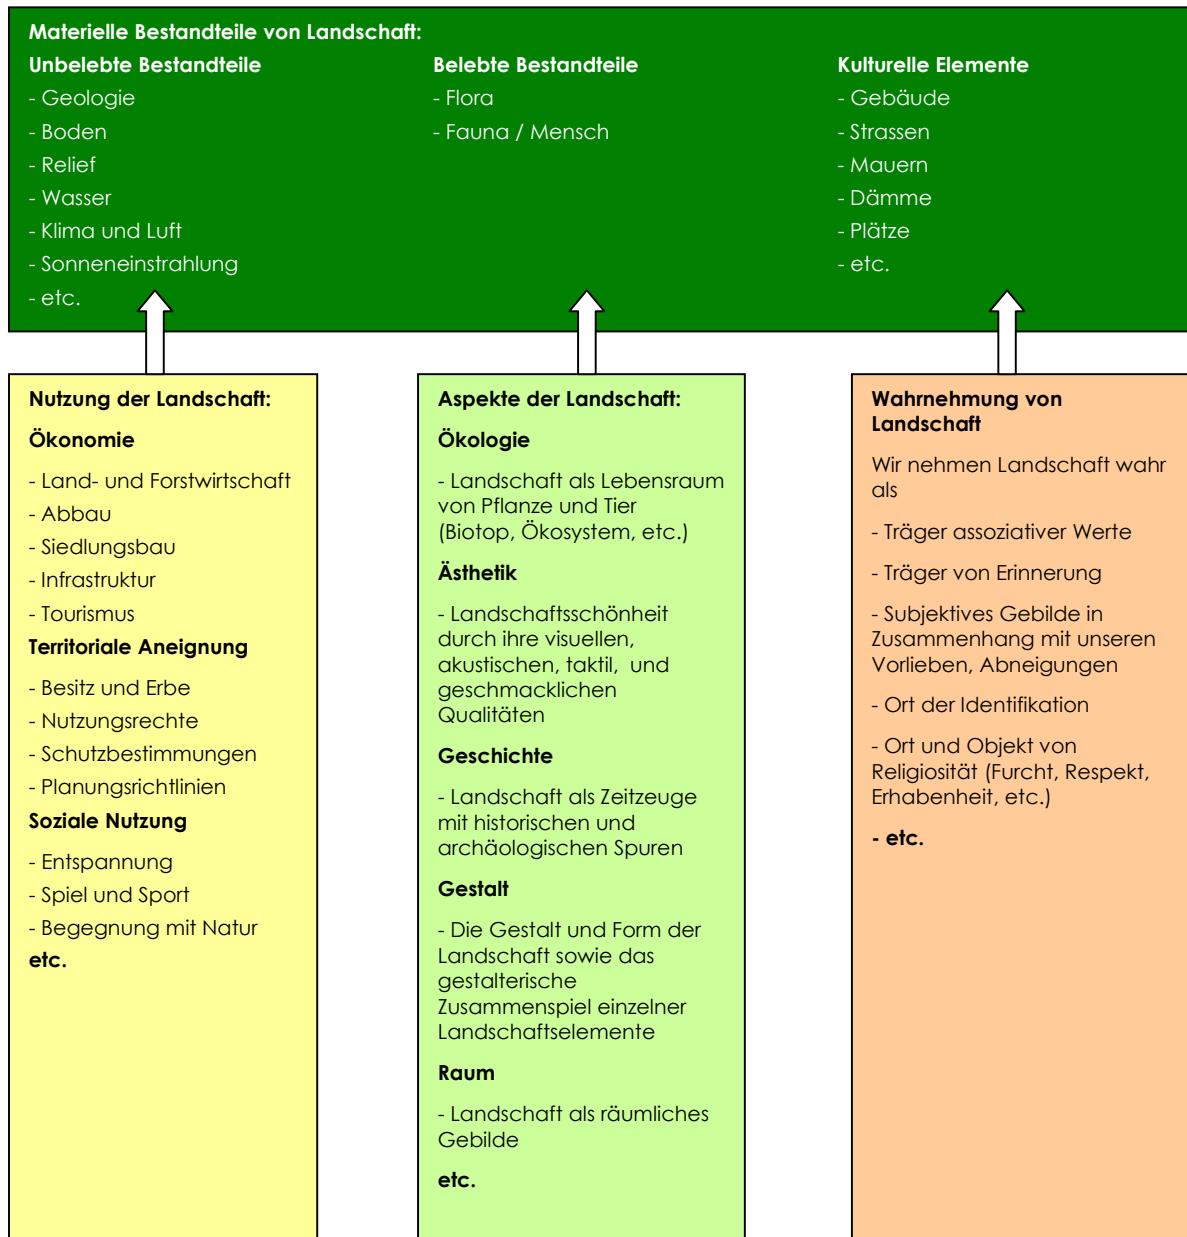 Materielle Bestandteile von Landschaft:
Unbelebte Bestandteile
- Geologie
- Boden
- Relief
- Wasser
- Klima und Luft
- Sonneneinstrahlung
- etc.
Belebte Bestandteile
- Flora
- Fauna / Mensch
Kulturelle Elemente
- Gebäude
- Strassen
- Mauern
- Dämme
- Plätze
- etc.
Nutzung der Landschaft:
Ökonomie
- Land- und Forstwirtschaft
- Abbau
- Siedlungsbau
- Infrastruktur
- Tourismus
Territoriale Aneignung
- Besitz und Erbe
- Nutzungsrechte
- Schutzbestimmungen
- Planungsrichtlinien
Soziale Nutzung
- Entspannung
- Spiel und Sport
- Begegnung mit Natur
etc.
Aspekte der Landschaft:
Ökologie
- Landschaft als Lebensraum
von Pflanze und Tier
(Biotop, Ökosystem, etc.)
Ästhetik
- Landschaftsschönheit
durch ihre visuellen,
akustischen, taktil, und
geschmacklichen
Qualitäten
Geschichte
- Landschaft als Zeitzeuge
mit historischen und
archäologischen Spuren
Gestalt
- Die Gestalt und Form der
Landschaft sowie das
gestalterische
Zusammenspiel einzelner
Landschaftselemente
Raum
- Landschaft als räumliches
Gebilde
etc.
Wahrnehmung von
Landschaft
Wir nehmen Landschaft wahr
als
- Träger assoziativer Werte
- Träger von Erinnerung
- Subjektives Gebilde in
Zusammenhang mit unseren
Vorlieben, Abneigungen
- Ort der Identifikation
- Ort und Objekt von
Religiosität (Furcht, Respekt,
Erhabenheit, etc.)
- etc.